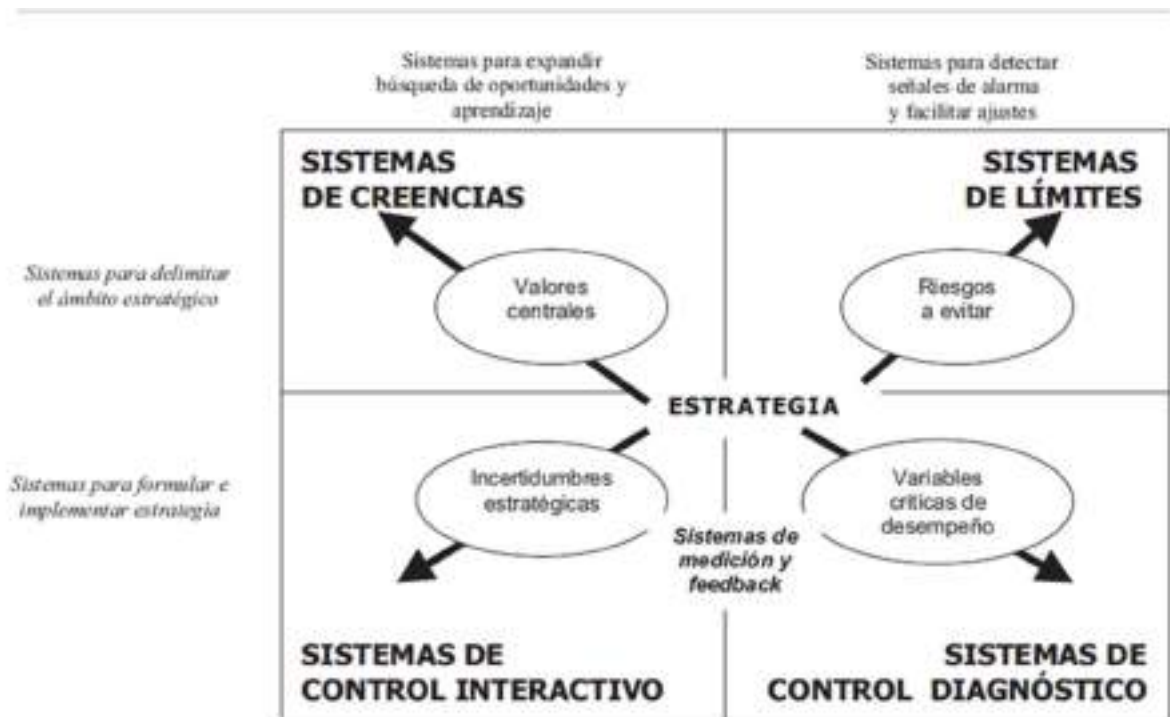 Sistemas para expandir
búsqueda de oportunidades y
aprendizaje
Sistemas para detectar
señales de alarma
y facilitar ajustes
SISTEMAS
DE CREENCIAS
SISTEMAS
DE LÍMITES
Sistemas para delimitar
el ámbito estratégico
Valores
centrales
Riesgos
a evitar
ESTRATEGIA
Sistemas para formular e
implementar estrategia
Incertidumbres
estratégicas
Variables
críticas de
desempeño
Sistemas de
medición y
feedback
SISTEMAS DE
CONTROL INTERACTIVO
SISTEMAS DE
CONTROL DIAGNÓSTICO